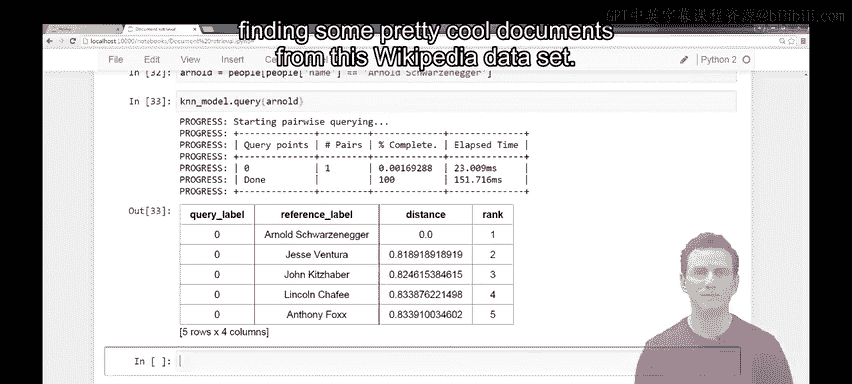 GPT中英字幕课程资源@bilibili.com
finding some pretty cool documents
from this Wikipedia data set.
localhost:10000/notebooks/Document%20retrieval.ipynb
File Edit View Insert Cell Kernel Help Python 2
In [32]: arnold = people[people['name'] == 'Arnold Schwarzenegger']
In [33]: knn_model.query(arnold)
PROGRESS: Starting pairwise querying...
PROGRESS: +--------------+---------+-------------+--------------+
PROGRESS: | Query points | # Pairs | % Complete. | Elapsed Time |
PROGRESS: +--------------+---------+-------------+--------------+
PROGRESS: | 0 | 1 | 0.00169288 | 23.009ms |
PROGRESS: | Done | | 100 | 151.716ms |
PROGRESS: +--------------+---------+-------------+--------------+
Out[33]:
query_label reference_label distance rank
0 Arnold Schwarzenegger 0.0 1
0 Jesse Ventura 0.818918918919 2
0 John Kitzhaber 0.824615384615 3
0 Lincoln Chafee 0.833876221498 4
0 Anthony Foxx 0.833910034602 5
[5 rows x 4 columns]
In [ ]: